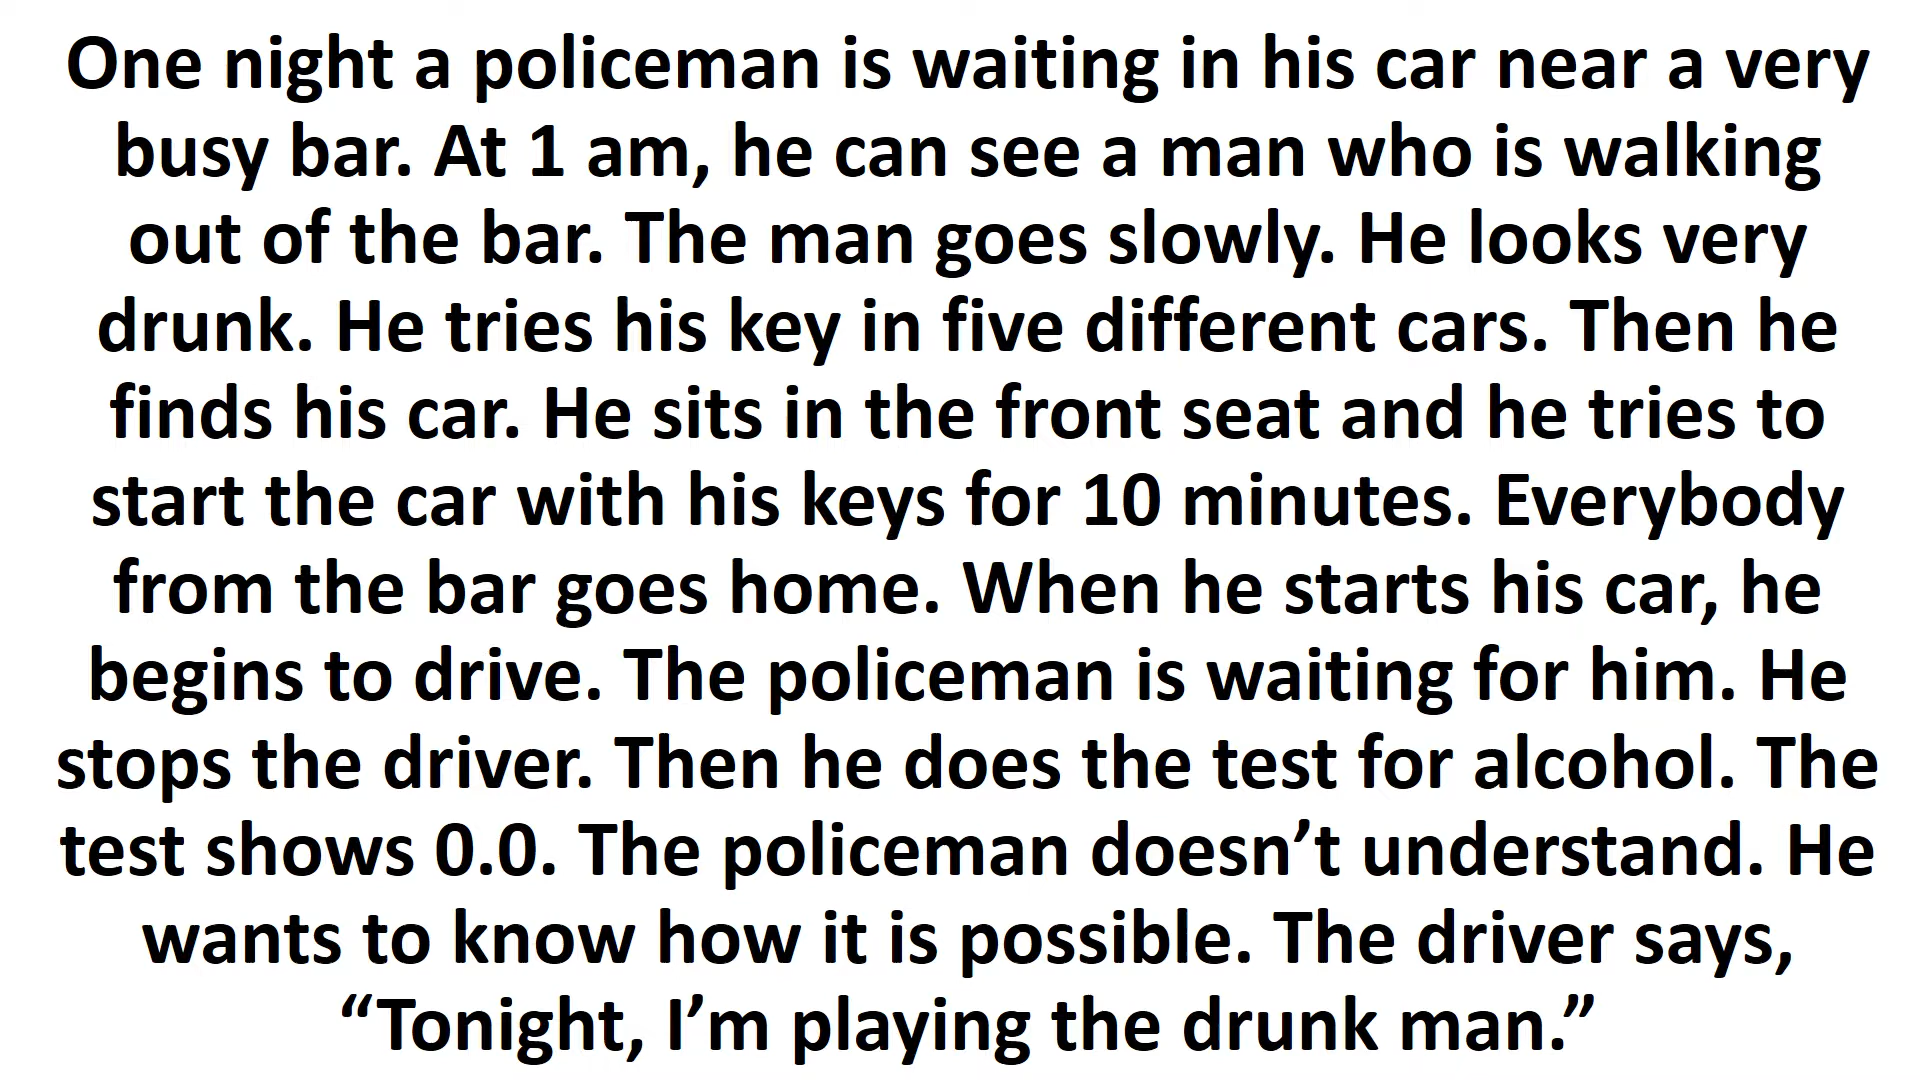 One night a policeman is waiting in his car near a very
busy bar. At 1 am, he can see a man who is walking
out of the bar. The man goes slowly. He looks very
drunk. He tries his key in five different cars. Then he
finds his car. He sits in the front seat and he tries to
start the car with his keys for 10 minutes. Everybody
from the bar goes home. When he starts his car, he
begins to drive. The policeman is waiting for him. He
stops the driver. Then he does the test for alcohol. The
test shows 0.0. The policeman doesn’t understand. He
wants to know how it is possible. The driver says,
“Tonight, I’m playing the drunk man.”